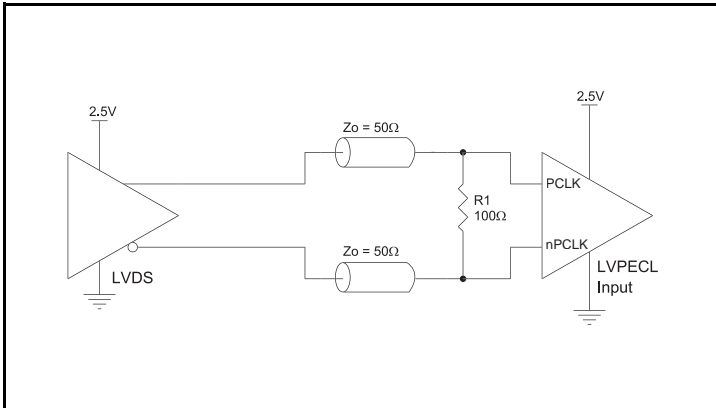 2.5V
2.5V
Zo = 50Ω
PCLK
R1
100Ω
nPCLK
Zo = 50Ω
LVDS
LVPECL
Input